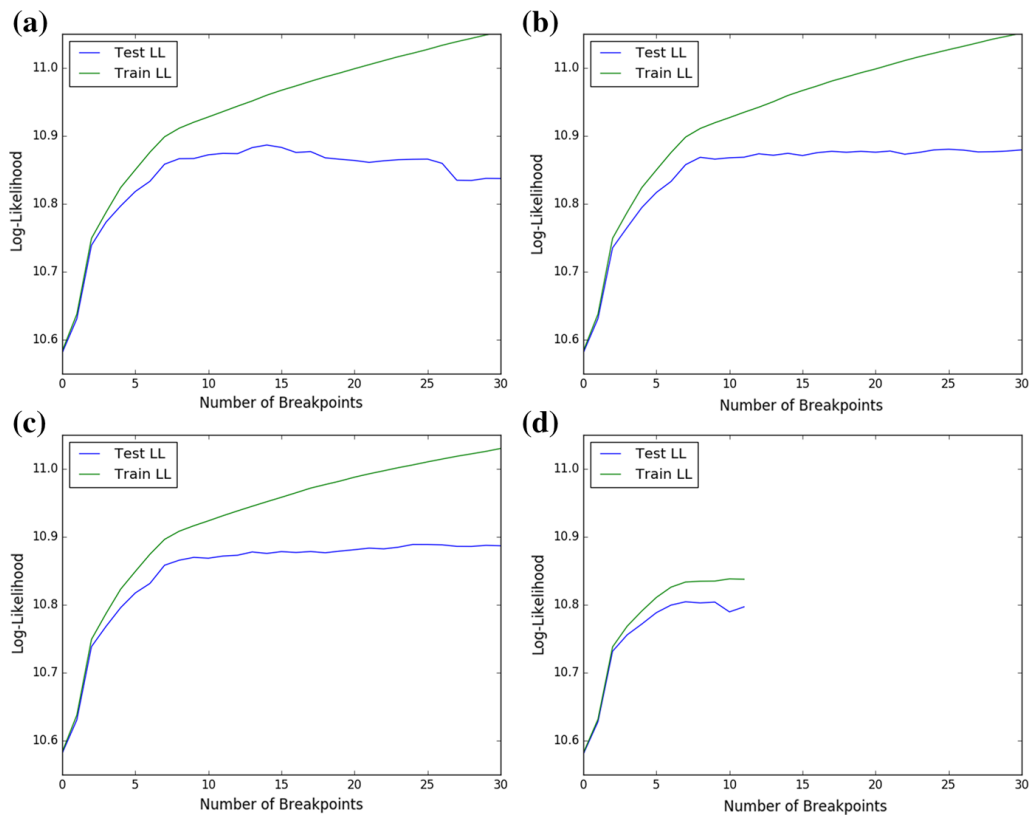 (a)
Test LL
Train LL
11.0
10.9
10.8
10.7
10.6
Log-Likelihood
0 5 10 15 20 25 30
Number of Breakpoints
(b)
Test LL
Train LL
11.0
10.9
10.8
10.7
10.6
Log-Likelihood
0 5 10 15 20 25 30
Number of Breakpoints
(c)
Test LL
Train LL
11.0
10.9
10.8
10.7
10.6
Log-Likelihood
0 5 10 15 20 25 30
Number of Breakpoints
(d)
Test LL
Train LL
11.0
10.9
10.8
10.7
10.6
Log-Likelihood
0 5 10 15 20 25 30
Number of Breakpoints